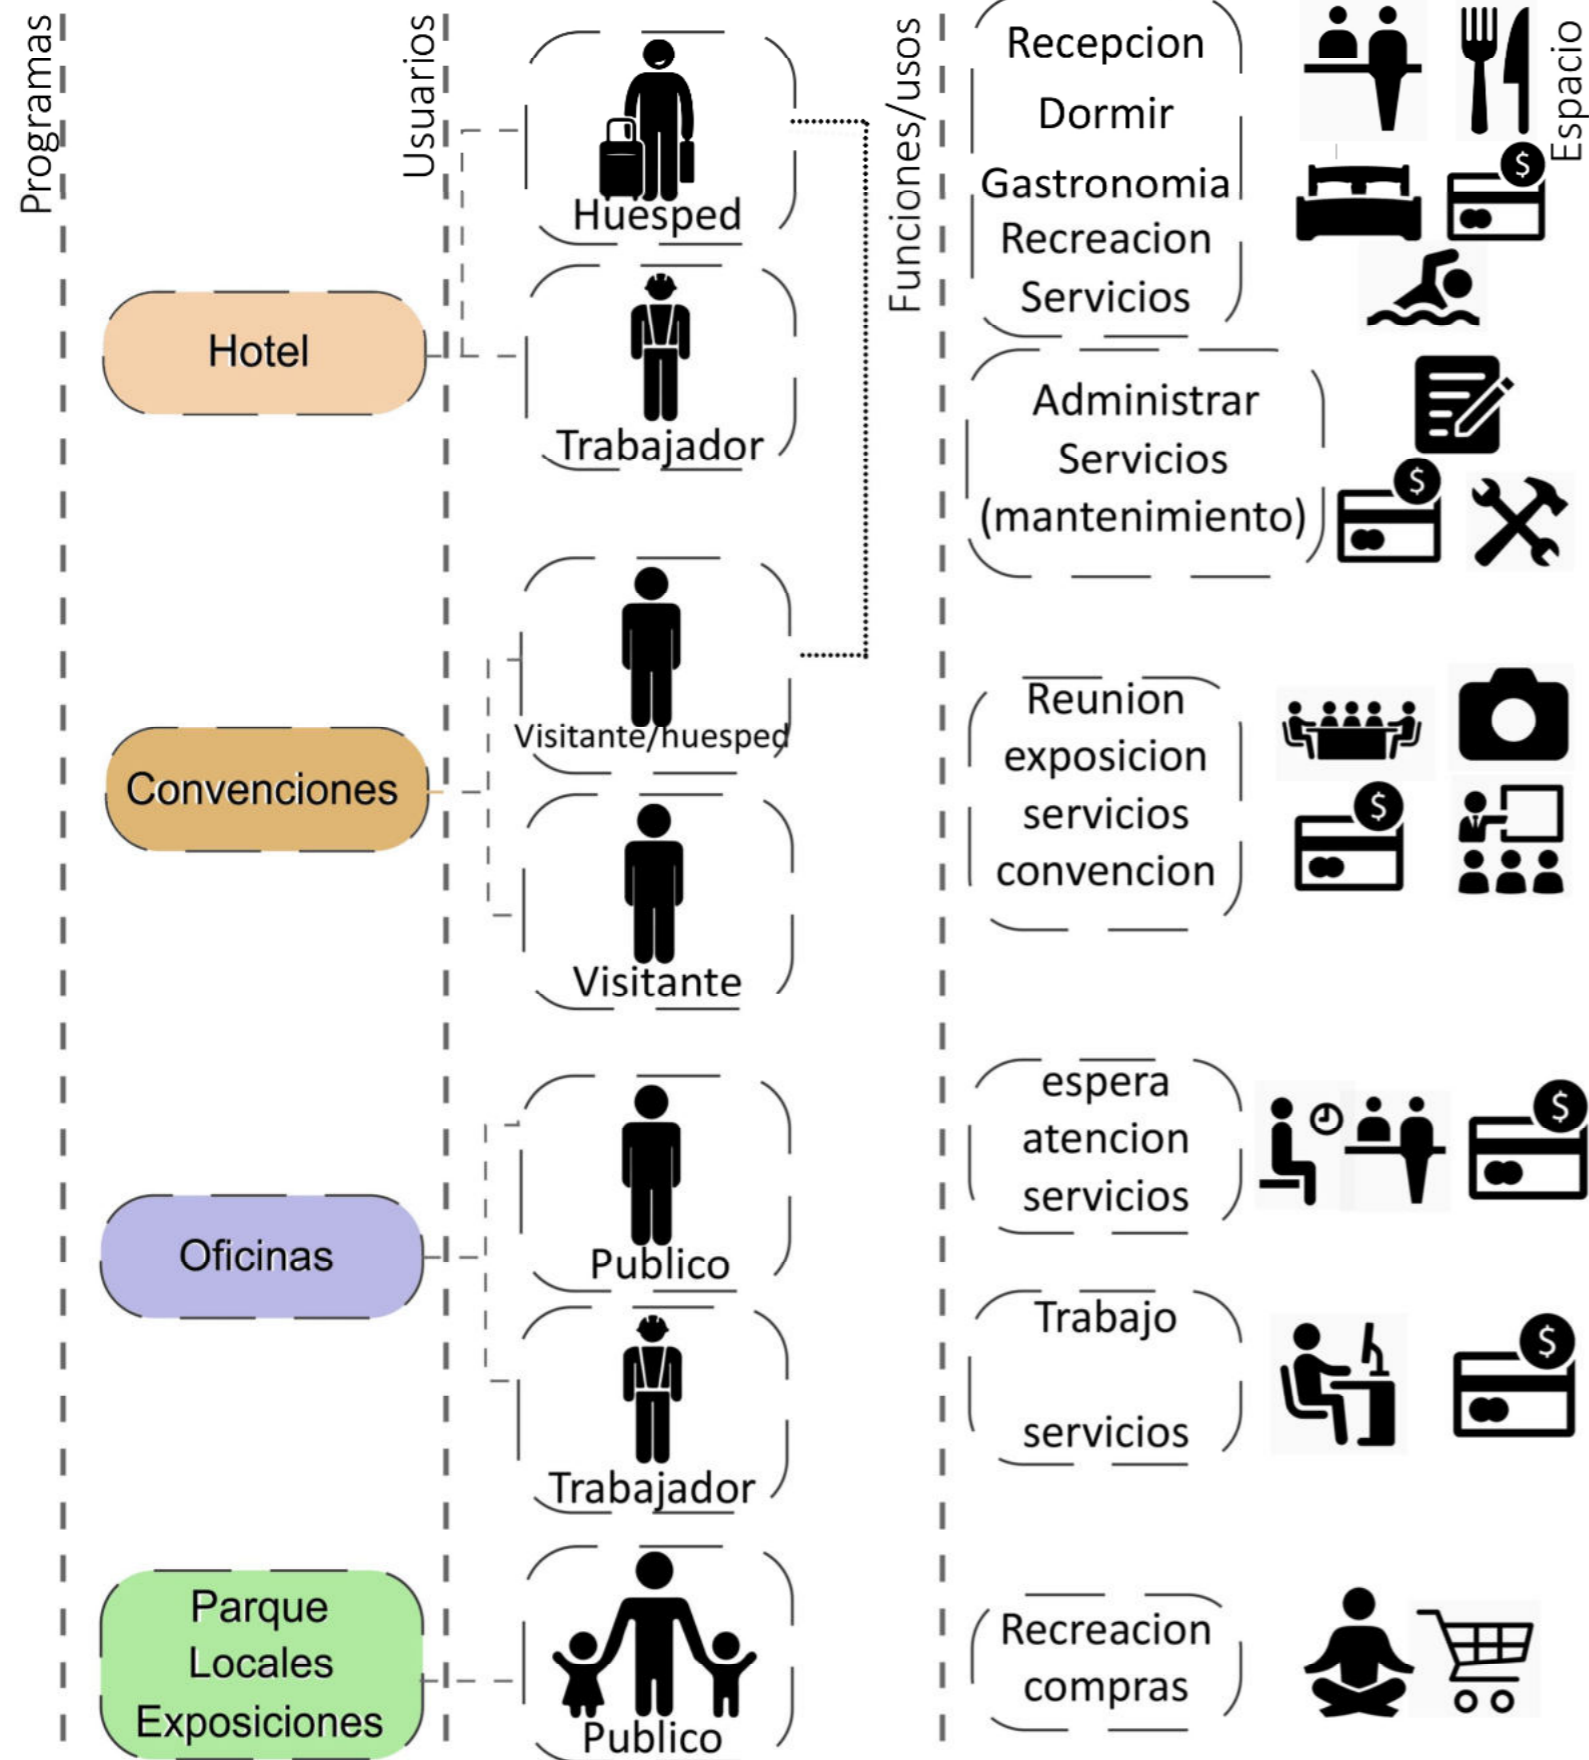 Programas
Usuarios
Funciones/usos
Espacio
Hotel
Huesped
Trabajador
Recepcion
Dormir
Gastronomia
Recreacion
Servicios
$
Administrar
Servicios
(mantenimiento)
$
Convenciones
Visitante/huesped
Visitante
Reunion
exposicion
servicios
convencion
$
Oficinas
Publico
Trabajador
espera
atencion
servicios
$
Trabajo
servicios
$
Parque
Locales
Exposiciones
Publico
Recreacion
compras